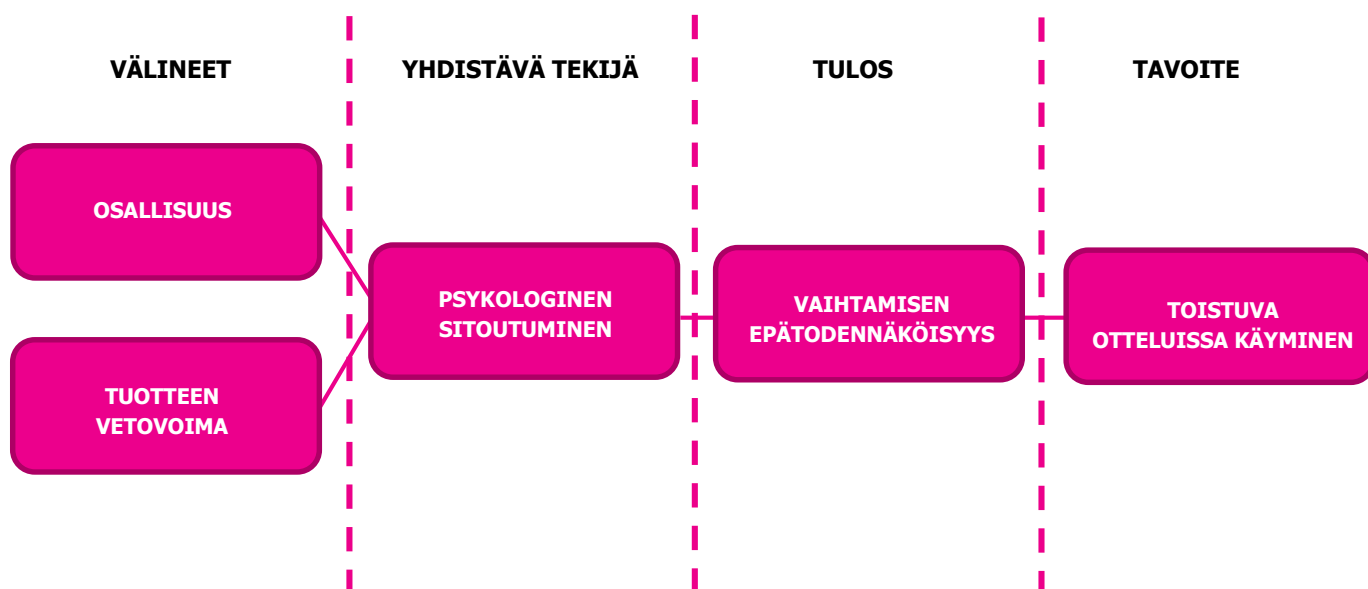 VÄLINEET
YHDISTÄVÄ TEKIJÄ
TULOS
TAVOITE
OSALLISUUS
TUOTTEEN
VETOVOIMA
PSYKOLOGINEN
SITOUTUMINEN
VAIHTAMISEN
EPÄTODENNÄKÖISYYS
TOISTUVA
OTTELUISSA KÄYMINEN